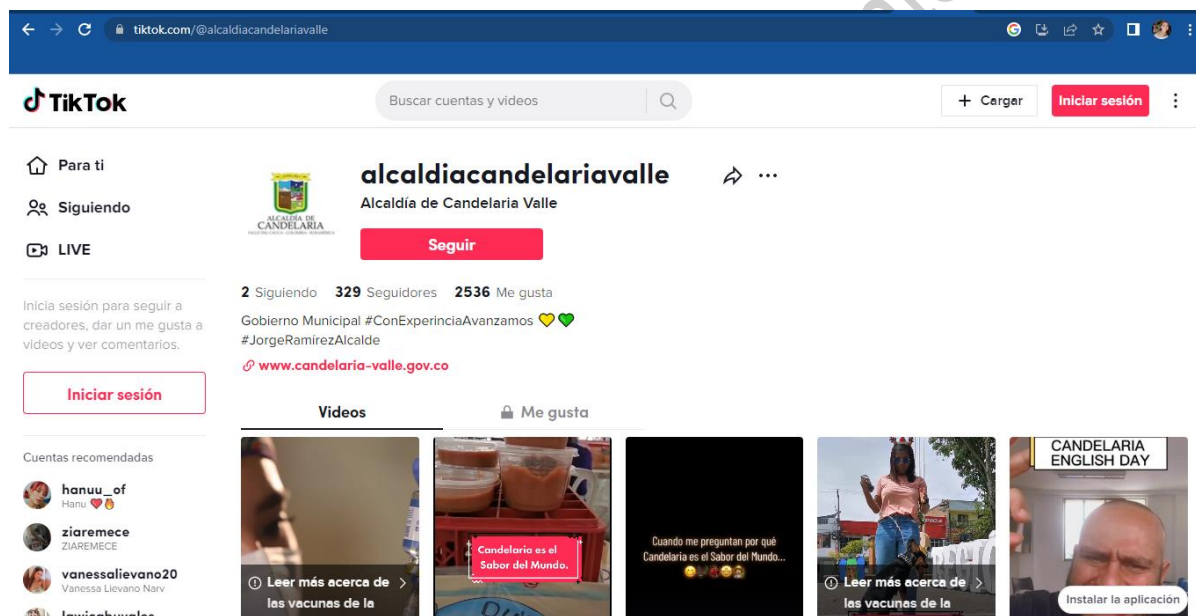 tiktok.com/@alcaldiacandelariavalle
TikTok
Buscar cuentas y videos
+ Cargar
Iniciar sesión
Para ti
Siguiendo
LIVE
Inicia sesión para seguir a
creadores, dar un me gusta a
videos y ver comentarios.
Iniciar sesión
Cuentas recomendadas
hanuu_of
Hanu
ziaremece
ZIAREMECE
vanessalievano20
Vanessa Lievano Narv
ALCALDÍA DE
CANDELARIA
alcaldiacandelariavalle
Alcaldía de Candelaria Valle
Seguir
2 Siguiendo 329 Seguidores 2536 Me gusta
Gobierno Municipal #ConExperinciaAvanzamos 💛💚
#JorgeRamírezAlcalde
www.candelaria-valle.gov.co
Videos
Me gusta
Leer más acerca de
las vacunas de la
Candelaria es el
Sabor del Mundo.
Cuando me preguntan por qué
Candelaria es el Sabor del Mundo...
Leer más acerca de
las vacunas de la
CANDELARIA
ENGLISH DAY
Instalar la aplicación